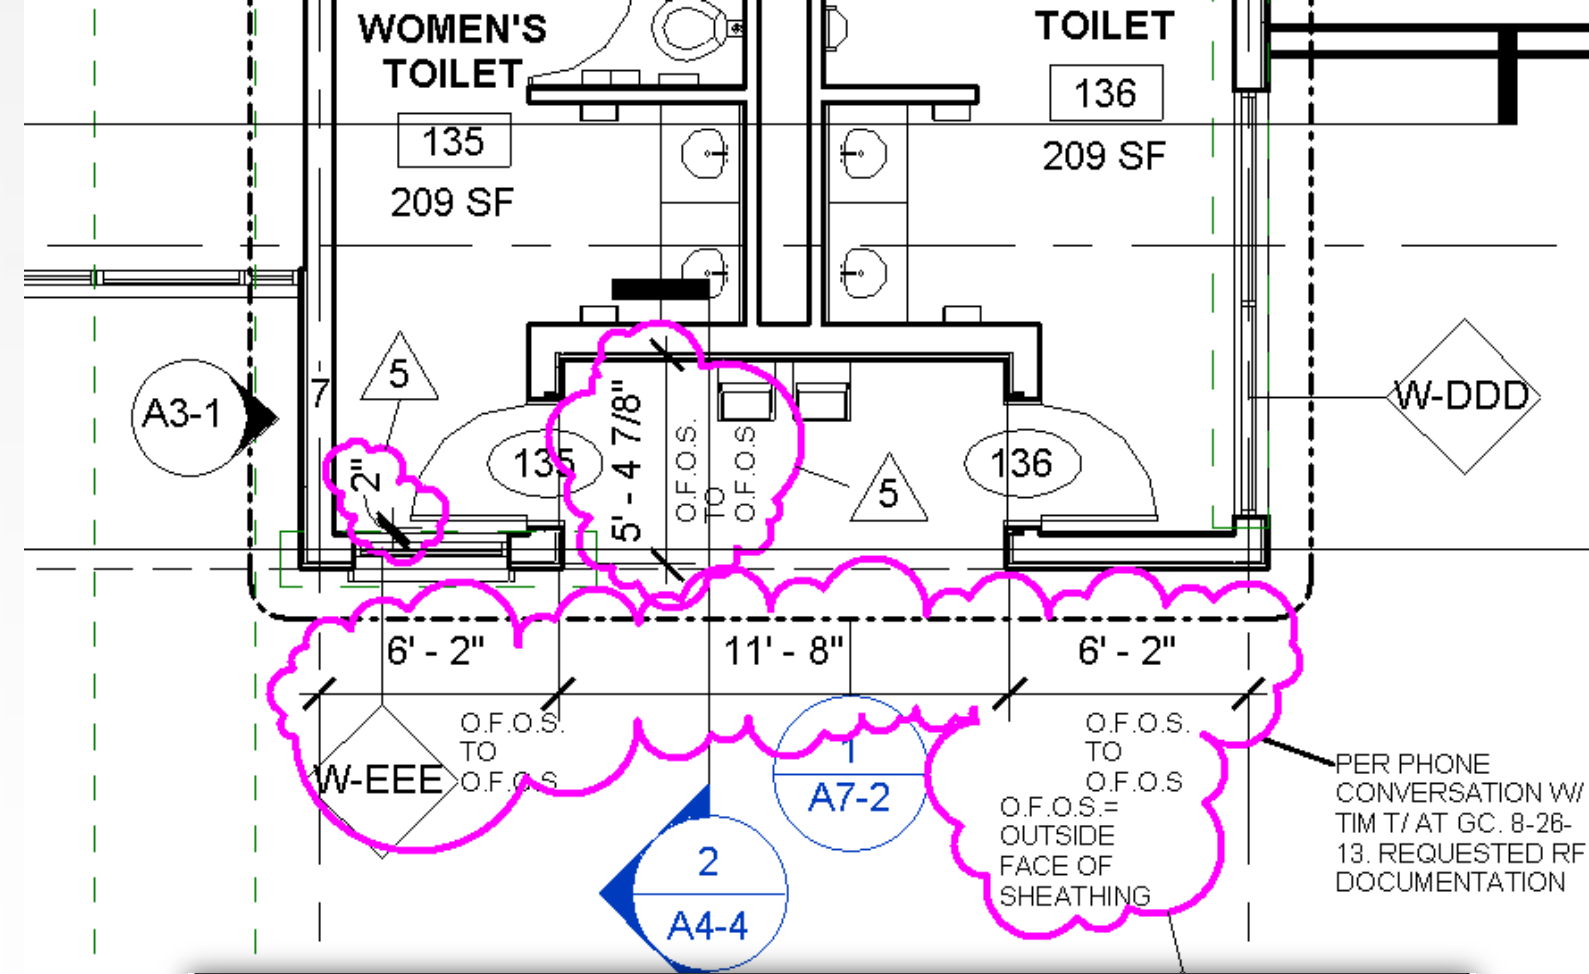 WOMEN'S
TOILET
135
209 SF
TOILET
136
209 SF
A3-1
7
5
2"
135
5' - 4 7/8"
O.F.O.S.
TO
O.F.O.S
5
136
W-DDD
6' - 2"
11' - 8"
6' - 2"
O.F.O.S.
TO
O.F.O.S
W-EEE
1
A7-2
O.F.O.S.
TO
O.F.O.S
O.F.O.S.=
OUTSIDE
FACE OF
SHEATHING
2
A4-4
PER PHONE
CONVERSATION W/
TIM T/ AT GC. 8-26-
13. REQUESTED RF
DOCUMENTATION